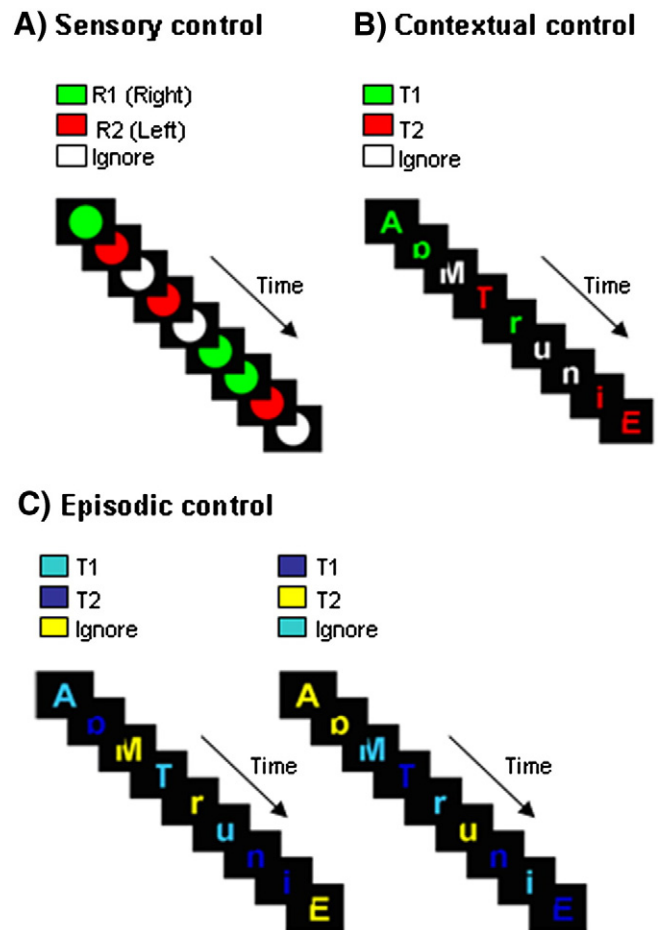 A) Sensory control
R1 (Right)
R2 (Left)
Ignore
Time
B) Contextual control
T1
T2
Ignore
A
p
M
T
r
u
n
i
E
Time
C) Episodic control
T1
T2
Ignore
A
p
M
T
r
u
n
i
E
Time
T1
T2
Ignore
A
p
M
T
r
u
n
i
E
Time